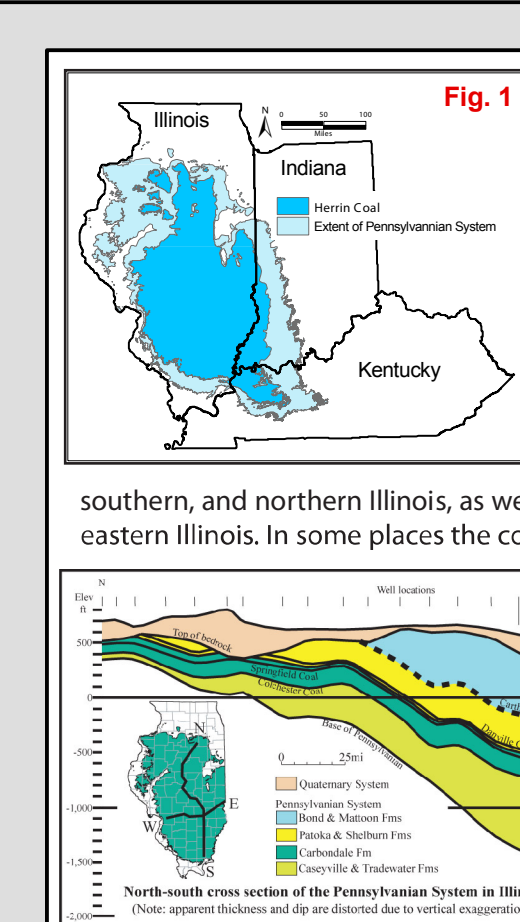 Fig. 1
Illinois
N
0 50 100
Miles
Indiana
Herrin Coal
Extent of Pennsylvannian System
Kentucky
southern, and northern Illinois, as we
eastern Illinois. In some places the co
N
Well locations
Elev
ft
Top of bedrock
500
Springfield Coal
Colchester Coal
0
Carth
Danville C
Base of Pennsylvanian
N
-500
0 25mi
Quaternary System
Pennsylvanian System
-1,000
E
Bond & Mattoon Fms
W
Patoka & Shelburn Fms
Carbondale Fm
-1,500
Caseyville & Tradewater Fms
S
North-south cross section of the Pennsylvanian System in Illin
(Note: apparent thickness and dip are distorted due to vertical exaggeratio
-2,000